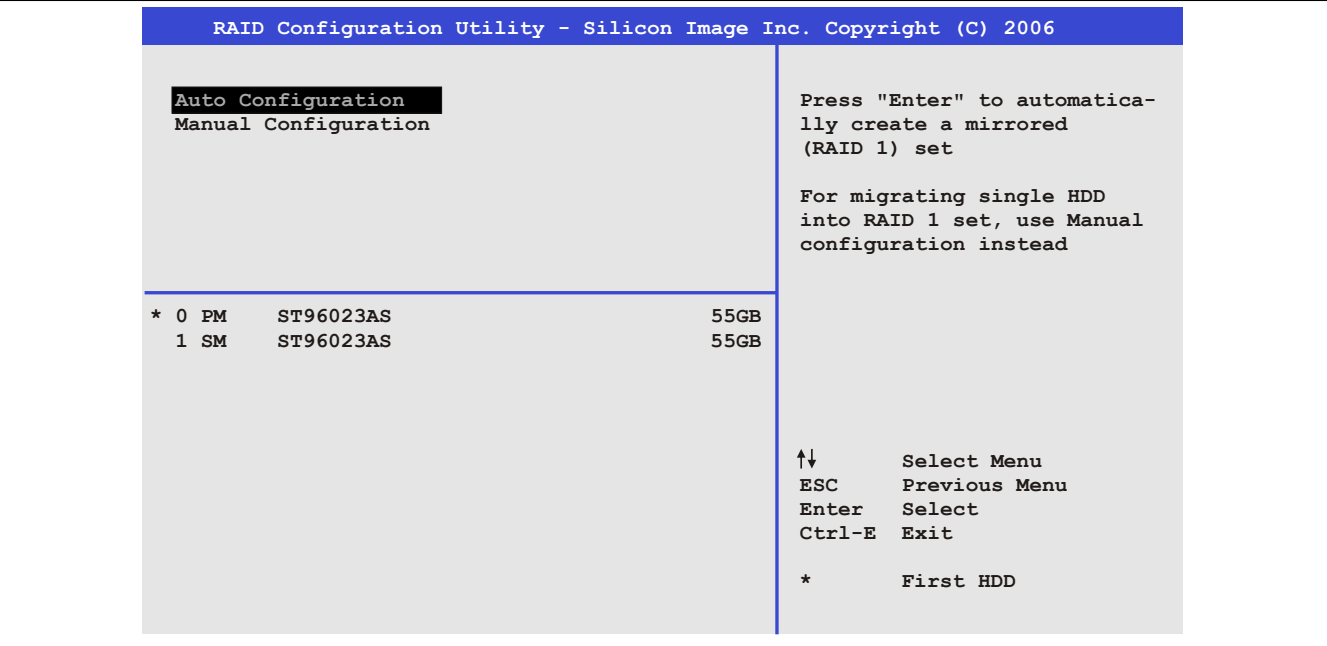 RAID Configuration Utility - Silicon Image Inc. Copyright (C) 2006
Auto Configuration
Manual Configuration
Press "Enter" to automatica-
lly create a mirrored
(RAID 1) set
For migrating single HDD
into RAID 1 set, use Manual
configuration instead
* 0 PM ST96023AS 55GB
1 SM ST96023AS 55GB
↑↓ Select Menu
ESC Previous Menu
Enter Select
Ctrl-E Exit
* First HDD